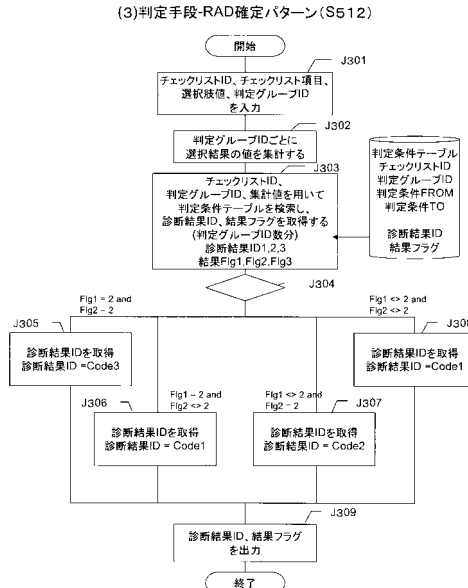 (3)判定手段-RAD確定パターン(S512)
開始
J301
チェックリストID、チェックリスト項目、
選択肢値、判定グループID
を入力
J302
判定グループIDごとに
選択結果の値を集計する
J303
チェックリストID、
判定グループID、集計値を用いて
判定条件テーブルを検索し、
診断結果ID、結果フラグを取得する
(判定グループID数分)
診断結果ID1,2,3
結果Flg1,Flg2,Flg3
判定条件テーブル
チェックリストID
判定グループID
判定条件FROM
判定条件TO
診断結果ID
結果フラグ
J304
Flg1 = 2 and
Flg2 = 2
Flg1 <> 2 and
Flg2 <> 2
J305
診断結果IDを取得
診断結果ID =Code3
J308
診断結果IDを取得
診断結果ID =Code1
Flg1 = 2 and
Flg2 <> 2
J306
診断結果IDを取得
診断結果ID = Code1
Flg1 <> 2 and
Flg2 = 2
J307
診断結果IDを取得
診断結果ID = Code2
J309
診断結果ID、結果フラグ
を出力
終了